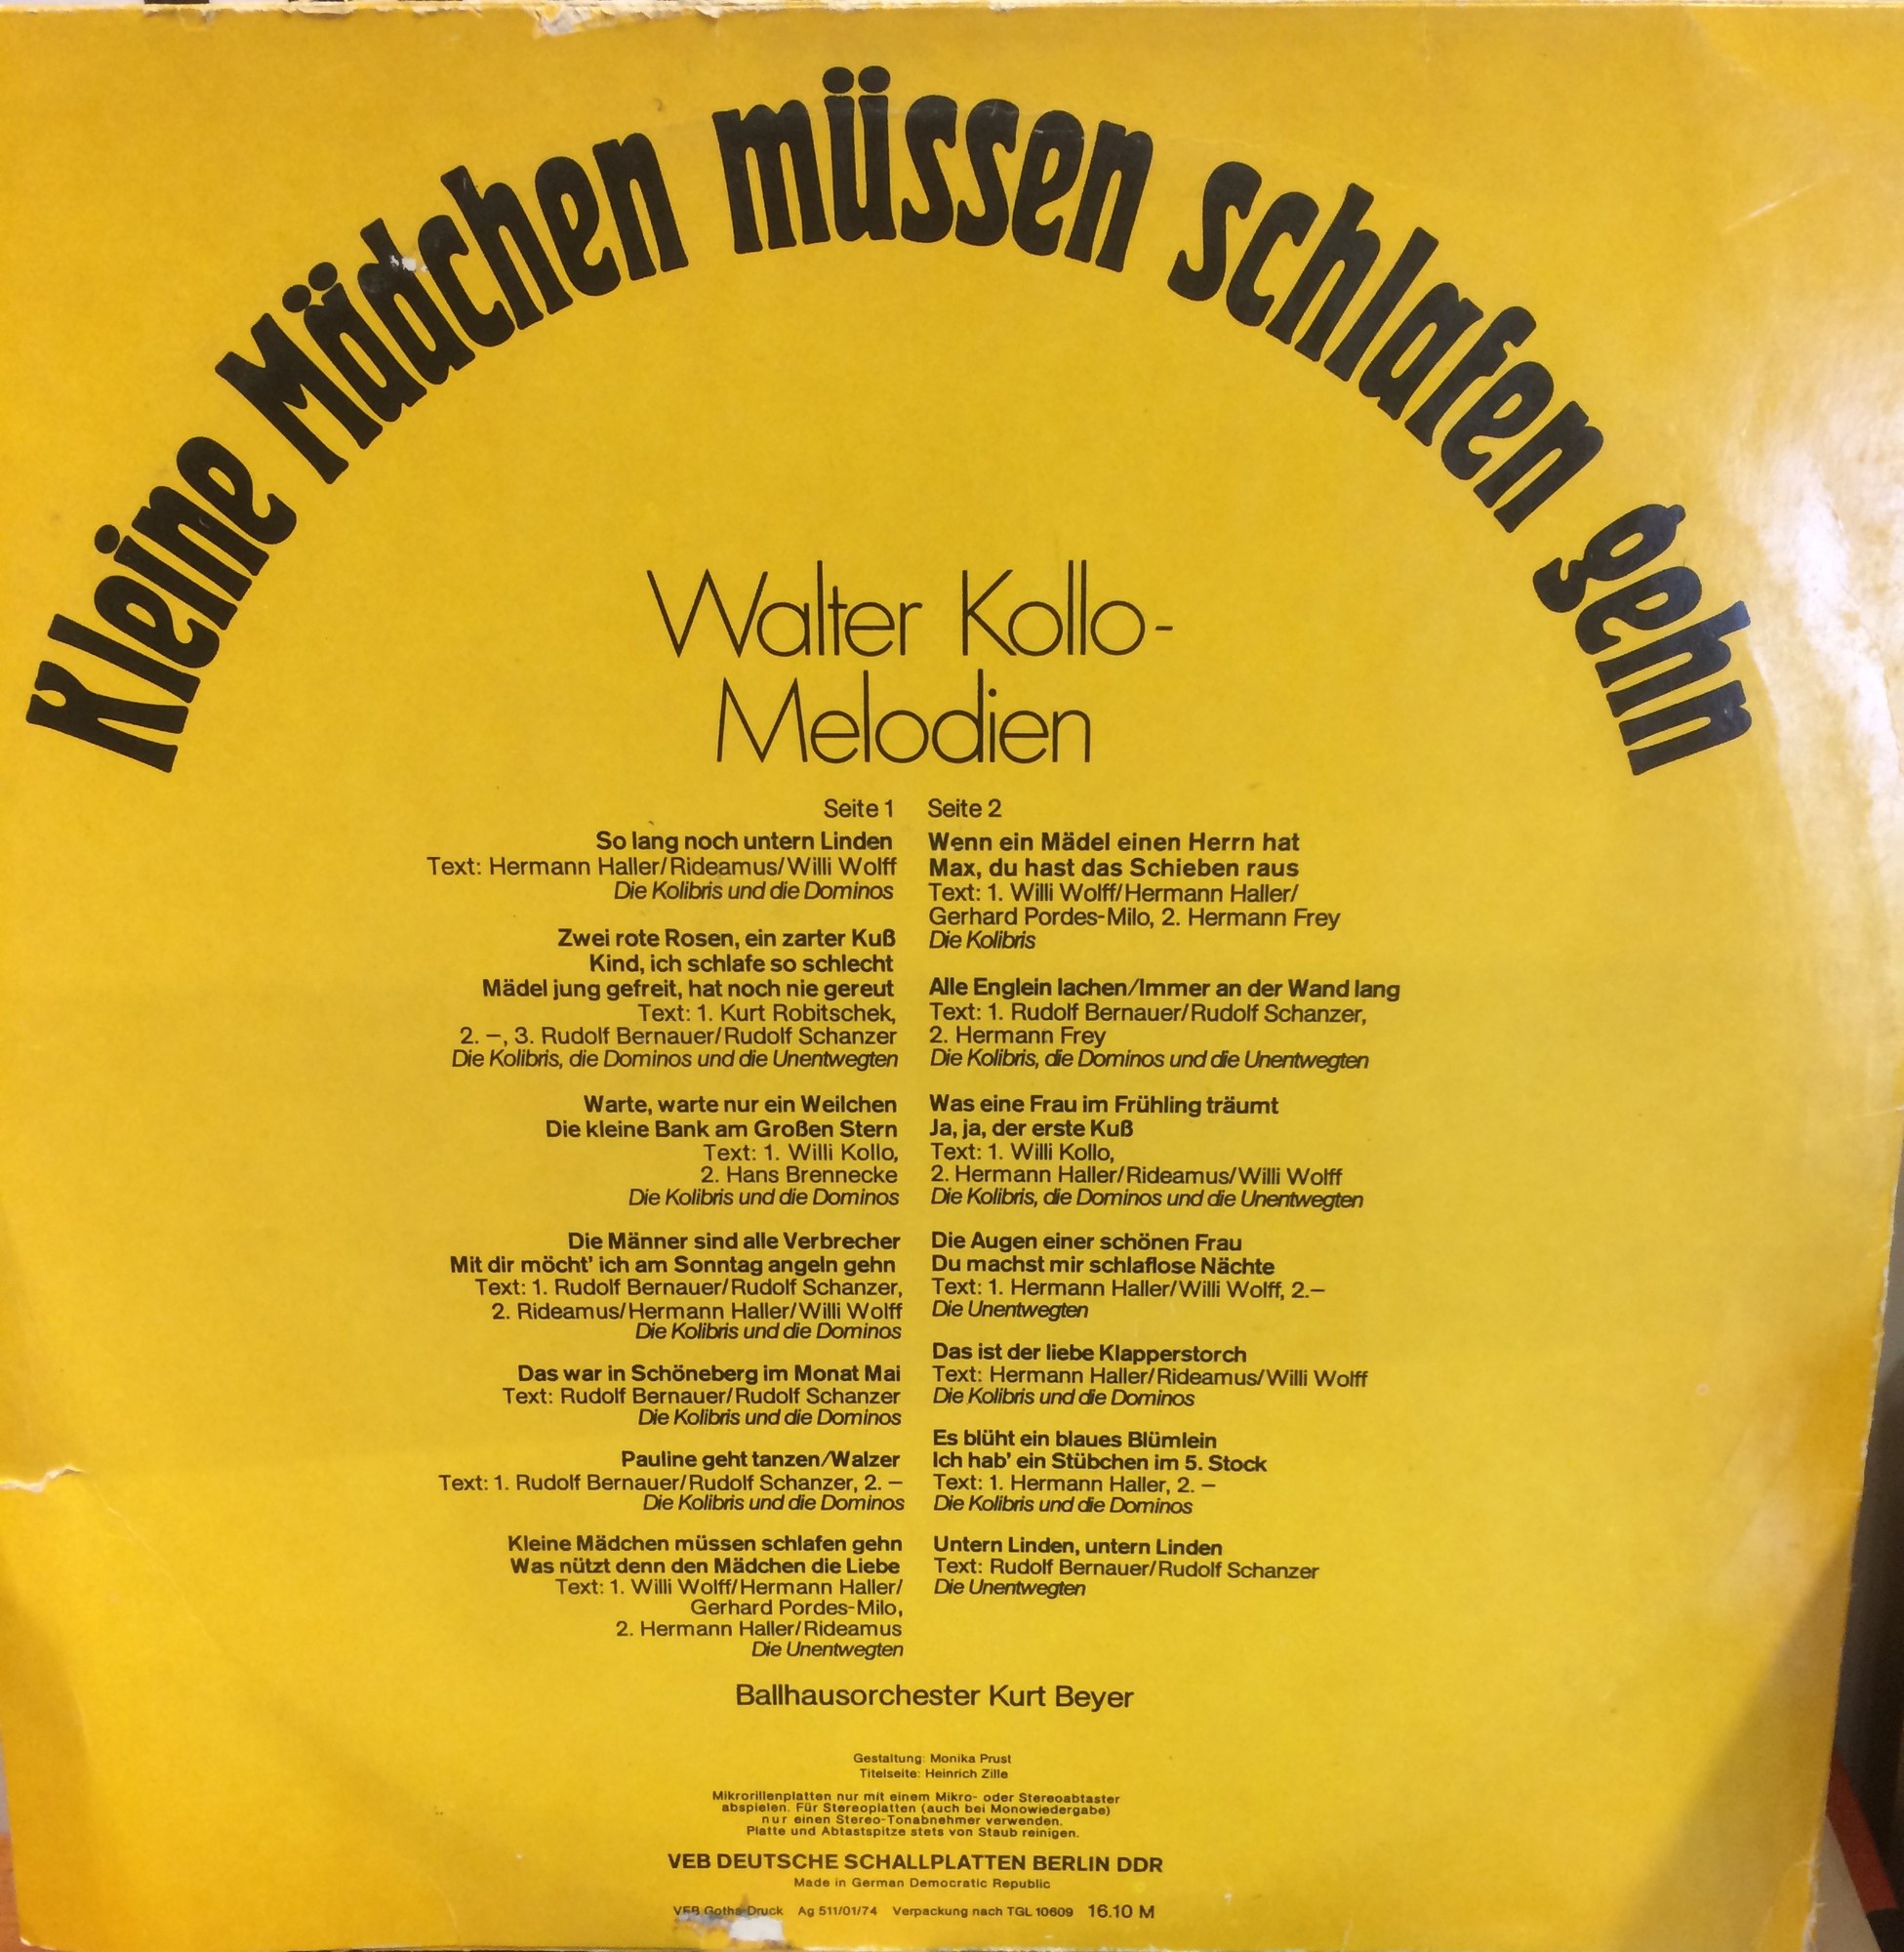 Kleine Mädchen müssen schlafen gehn
Walter Kollo-
Melodien
Seite 1
So lang noch untern Linden
Text: Hermann Haller/Rideamus/Willi Wolff
Die Kolibris und die Dominos
Zwei rote Rosen, ein zarter Kuß
Kind, ich schlafe so schlecht
Mädel jung gefreit, hat noch nie gereut
Text: 1. Kurt Robitschek,
2. –, 3. Rudolf Bernauer/Rudolf Schanzer
Die Kolibris, die Dominos und die Unentwegten
Warte, warte nur ein Weilchen
Die kleine Bank am Großen Stern
Text: 1. Willi Kollo,
2. Hans Brennecke
Die Kolibris und die Dominos
Die Männer sind alle Verbrecher
Mit dir möcht' ich am Sonntag angeln gehn
Text: 1. Rudolf Bernauer/Rudolf Schanzer,
2. Rideamus/Hermann Haller/Willi Wolff
Die Kolibris und die Dominos
Das war in Schöneberg im Monat Mai
Text: Rudolf Bernauer/Rudolf Schanzer
Die Kolibris und die Dominos
Pauline geht tanzen/Walzer
Text: 1. Rudolf Bernauer/Rudolf Schanzer, 2. –
Die Kolibris und die Dominos
Kleine Mädchen müssen schlafen gehn
Was nützt denn den Mädchen die Liebe
Text: 1. Willi Wolff/Hermann Haller/
Gerhard Pordes-Milo,
2. Hermann Haller/Rideamus
Die Unentwegten
Seite 2
Wenn ein Mädel einen Herrn hat
Max, du hast das Schieben raus
Text: 1. Willi Wolff/Hermann Haller/
Gerhard Pordes-Milo, 2. Hermann Frey
Die Kolibris
Alle Englein lachen/Immer an der Wand lang
Text: 1. Rudolf Bernauer/Rudolf Schanzer,
2. Hermann Frey
Die Kolibris, die Dominos und die Unentwegten
Was eine Frau im Frühling träumt
Ja, ja, der erste Kuß
Text: 1. Willi Kollo,
2. Hermann Haller/Rideamus/Willi Wolff
Die Kolibris, die Dominos und die Unentwegten
Die Augen einer schönen Frau
Du machst mir schlaflose Nächte
Text: 1. Hermann Haller/Willi Wolff, 2.–
Die Unentwegten
Das ist der liebe Klapperstorch
Text: Hermann Haller/Rideamus/Willi Wolff
Die Kolibris und die Dominos
Es blüht ein blaues Blümlein
Ich hab' ein Stübchen im 5. Stock
Text: 1. Hermann Haller, 2. –
Die Kolibris und die Dominos
Untern Linden, untern Linden
Text: Rudolf Bernauer/Rudolf Schanzer
Die Unentwegten
Ballhausorchester Kurt Beyer
Gestaltung: Monika Prust
Titelseite: Heinrich Zille
Mikrorillenplatten nur mit einem Mikro- oder Stereoabtaster
abspielen. Für Stereoplatten (auch bei Monowiedergabe)
nur einen Stereo-Tonabnehmer verwenden.
Platte und Abtastspitze stets von Staub reinigen.
VEB DEUTSCHE SCHALLPLATTEN BERLIN DDR
Made in German Democratic Republic
VEB Gotha-Druck Ag 511/01/74 Verpackung nach TGL 10609 16.10 M